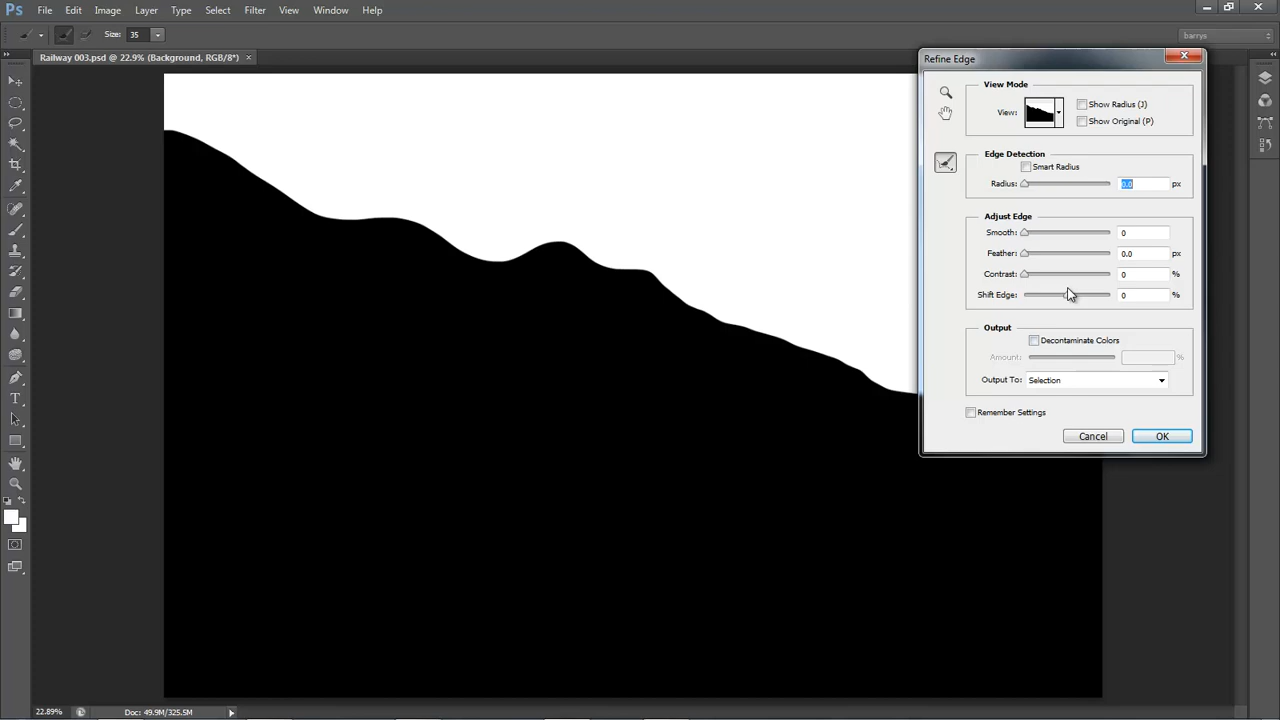 Ps File Edit Image Layer Type Select Filter View Window Help
Size: 35 barrys
Railway 003.psd @ 22.9% (Background, RGB/8*) ×
Refine Edge
View Mode
View: Show Radius (J)
Show Original (P)
Edge Detection
Smart Radius
Radius: 0.0 px
Adjust Edge
Smooth: 0
Feather: 0.0 px
Contrast: 0 %
Shift Edge: 0 %
Output
Decontaminate Colors
Amount: %
Output To: Selection
Remember Settings
Cancel OK
22.89% Doc: 49.9M/325.5M